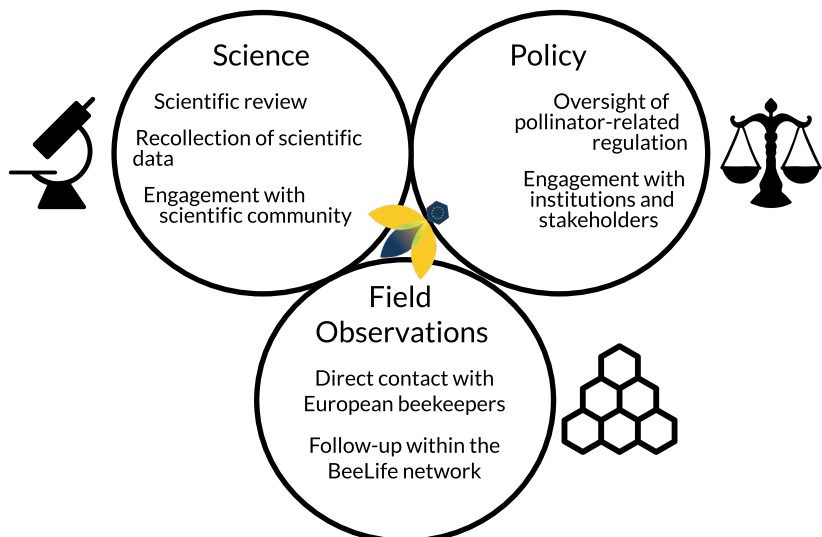 Science
Scientific review
Recollection of scientific
data
Engagement with
scientific community
Policy
Oversight of
pollinator-related
regulation
Engagement with
institutions and
stakeholders
Field
Observations
Direct contact with
European beekeepers
Follow-up within the
BeeLife network